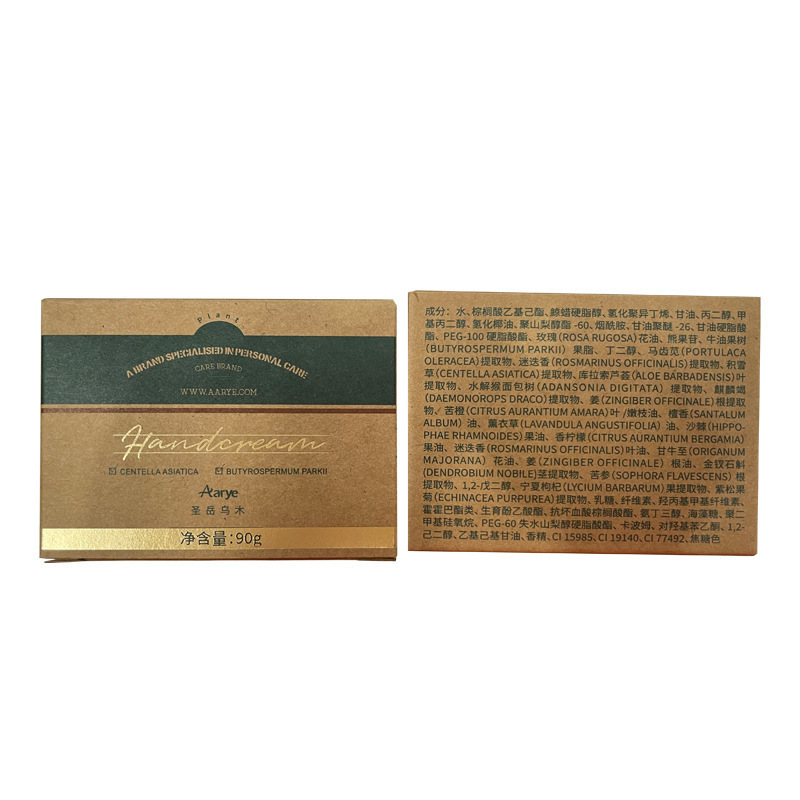 Plant
A BRAND SPECIALISED IN PERSONAL CARE
CARE BRAND
WWW.AARYE.COM
Handcream
☑ CENTELLA ASIATICA ☑ BUTYROSPERMUM PARKII
Aarye
圣岳乌木
净含量：90g
成分：水、棕榈酸乙基己酯、鲸蜡硬脂醇、氢化聚异丁烯、甘油、丙二醇、甲
基丙二醇、氢化椰油、聚山梨醇酯-60、烟酰胺、甘油聚醚-26、甘油硬脂酸
酯、PEG-100 硬脂酸酯、玫瑰(ROSA RUGOSA)花油、熊果苷、牛油果树
(BUTYROSPERMUM PARKII) 果脂、丁二醇、马齿苋(PORTULACA
OLERACEA)提取物、迷迭香(ROSMARINUS OFFICINALIS)提取物、积雪
草(CENTELLA ASIATICA)提取物、库拉索芦荟(ALOE BARBADENSIS)叶
提取物、水解猴面包树(ADANSONIA DIGITATA) 提取物、麒麟竭
(DAEMONOROPS DRACO)提取物、姜(ZINGIBER OFFICINALE)根提取
物、苦橙(CITRUS AURANTIUM AMARA)叶/嫩枝油、檀香(SANTALUM
ALBUM) 油、薰衣草(LAVANDULA ANGUSTIFOLIA) 油、沙棘(HIPPO-
PHAE RHAMNOIDES)果油、香柠檬(CITRUS AURANTIUM BERGAMIA)
果油、迷迭香(ROSMARINUS OFFICINALIS)叶油、甘牛至(ORIGANUM
MAJORANA) 花油、姜(ZINGIBER OFFICINALE) 根油、金钗石斛
(DENDROBIUM NOBILE)茎提取物、苦参(SOPHORA FLAVESCENS) 根
提取物、1,2-戊二醇、宁夏枸杞(LYCIUM BARBARUM)果提取物、紫松果
菊(ECHINACEA PURPUREA)提取物、乳糖、纤维素、羟丙基甲基纤维素、
霍霍巴酯类、生育酚乙酸酯、抗坏血酸棕榈酸酯、氨丁三醇、海藻糖、聚二
甲基硅氧烷、PEG-60 失水山梨醇硬脂酸酯、卡波姆、对羟基苯乙酮、1,2-
己二醇、乙基己基甘油、香精、CI 15985、CI 19140、CI 77492、焦糖色